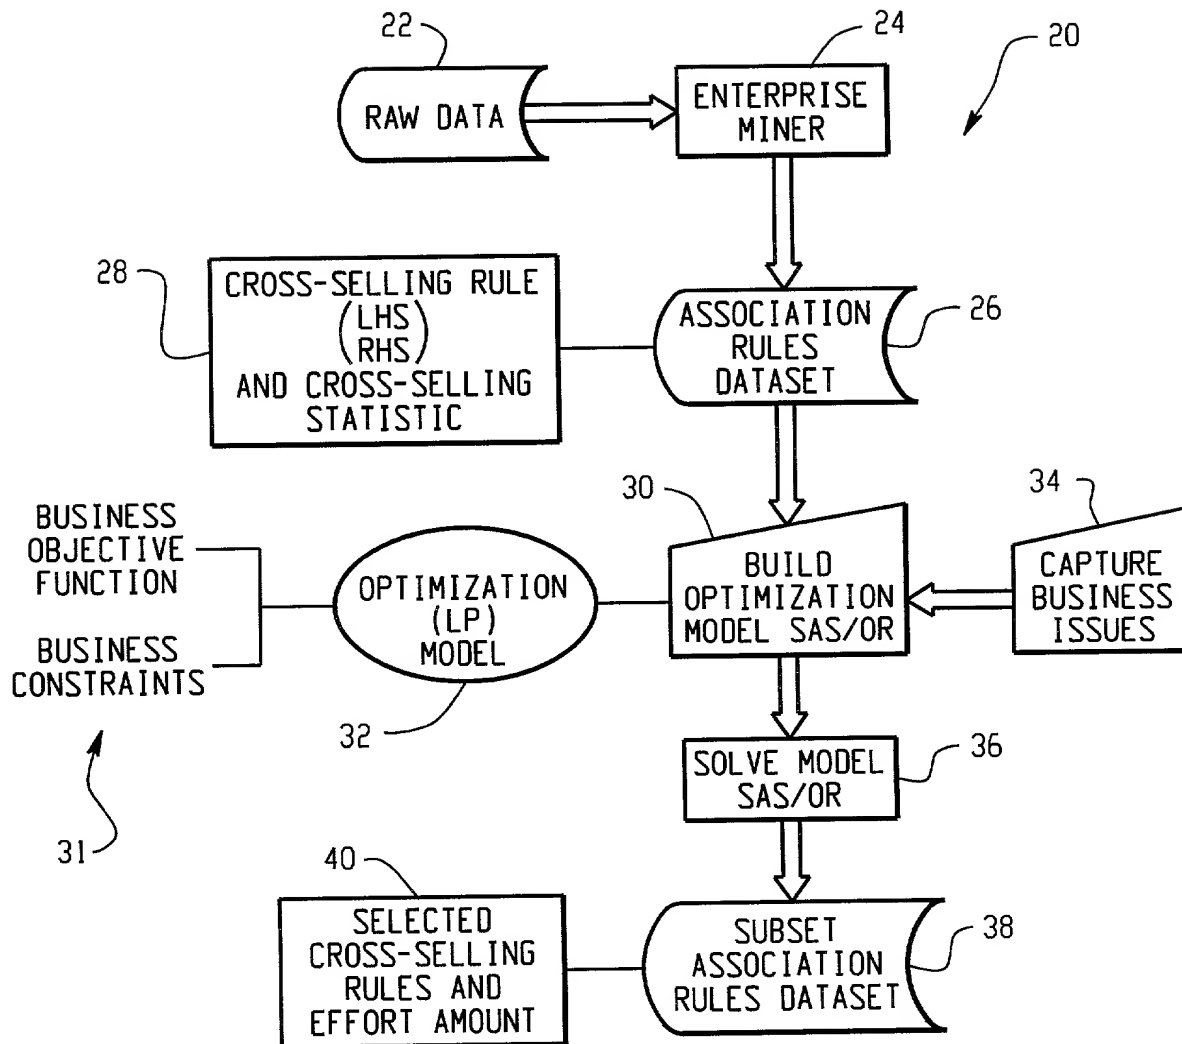 22
24
20
RAW DATA
ENTERPRISE
MINER
28
CROSS-SELLING RULE
(LHS
RHS)
AND CROSS-SELLING
STATISTIC
ASSOCIATION
RULES
DATASET
26
30
34
BUSINESS
OBJECTIVE
FUNCTION
BUSINESS
CONSTRAINTS
OPTIMIZATION
(LP)
MODEL
BUILD
OPTIMIZATION
MODEL SAS/OR
CAPTURE
BUSINESS
ISSUES
32
31
SOLVE MODEL
SAS/OR
36
40
SELECTED
CROSS-SELLING
RULES AND
EFFORT AMOUNT
SUBSET
ASSOCIATION
RULES DATASET
38